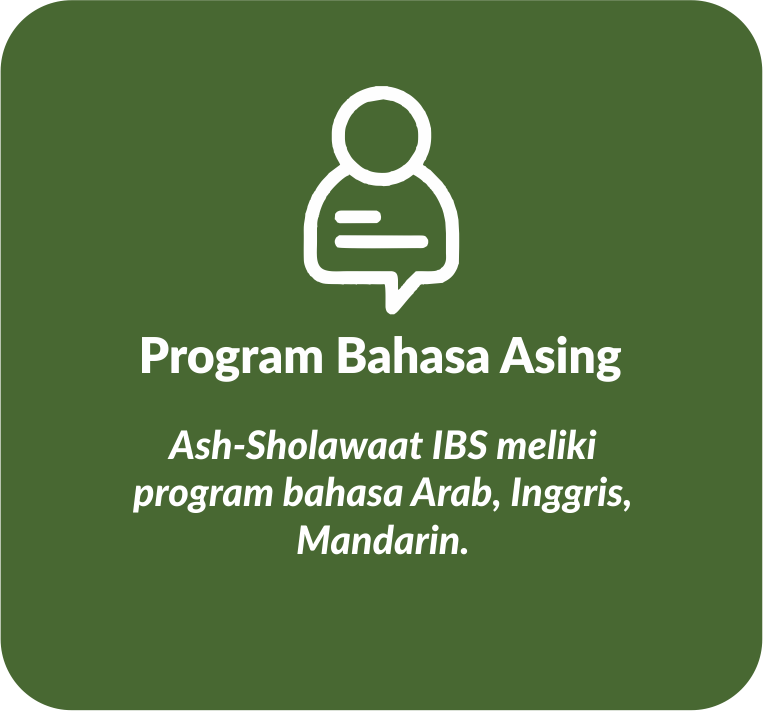 Program Bahasa Asing
Ash-Sholawaat IBS meliki
program bahasa Arab, Inggris,
Mandarin.